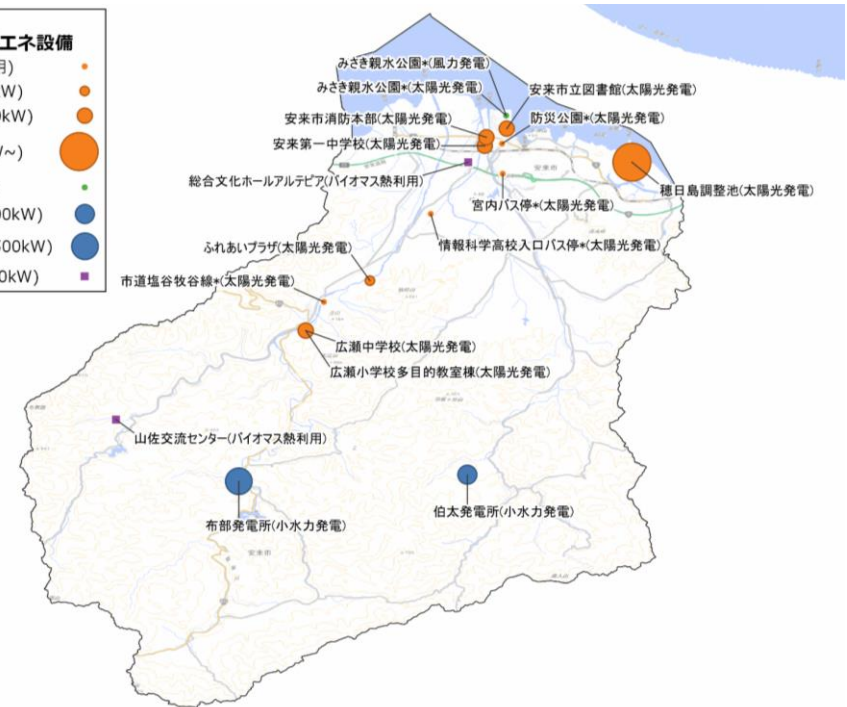 エネ設備
用)
kW)
0kW)
W~)
00kW)
500kW)
0kW)
みさき親水公園*(風力発電)
みさき親水公園*(太陽光発電)
安来市立図書館(太陽光発電)
安来市消防本部(太陽光発電)
防災公園*(太陽光発電)
安来第一中学校(太陽光発電)
総合文化ホールアルテピア(バイオマス熱利用)
穂日島調整池(太陽光発電)
宮内バス停*(太陽光発電)
ふれあいプラザ(太陽光発電)
情報科学高校入口バス停*(太陽光発電)
市道塩谷牧谷線*(太陽光発電)
広瀬中学校(太陽光発電)
広瀬小学校多目的教室棟(太陽光発電)
山佐交流センター(バイオマス熱利用)
布部発電所(小水力発電)
伯太発電所(小水力発電)
安来市
安来市